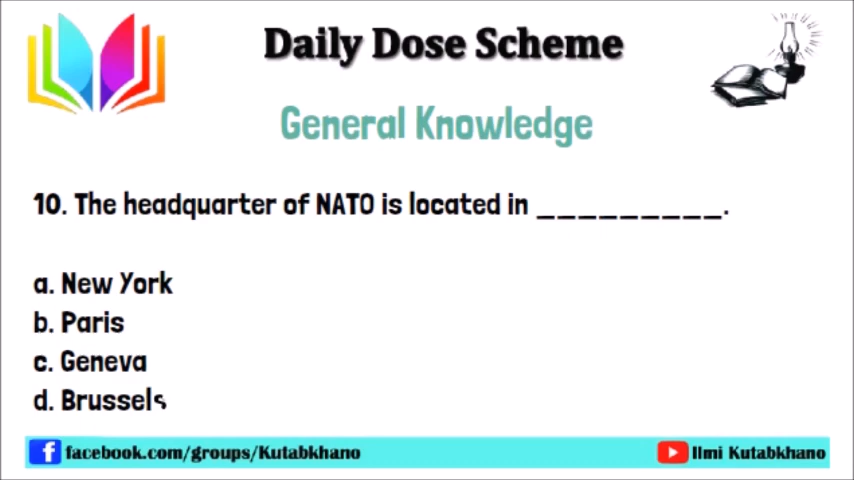 Daily Dose Scheme
General Knowledge
10. The headquarter of NATO is located in _________.
a. New York
b. Paris
c. Geneva
d. Brussels
facebook.com/groups/Kutabkhano
Ilmi Kutabkhano